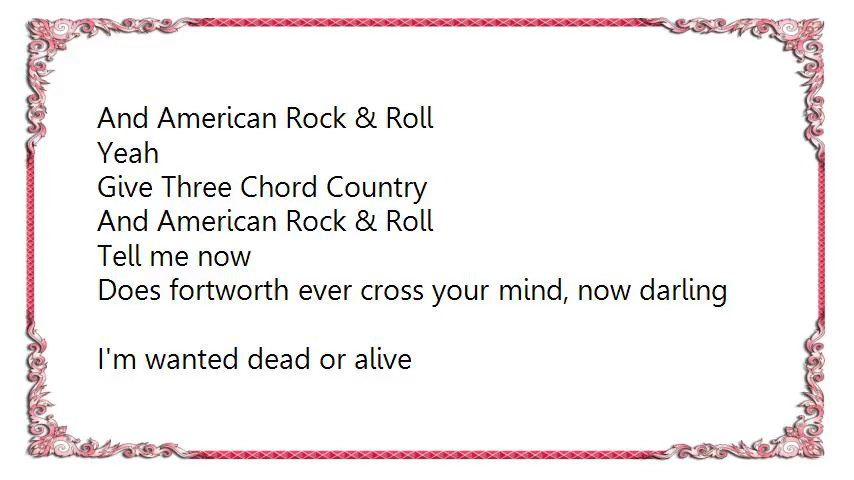 And American Rock & Roll
Yeah
Give Three Chord Country
And American Rock & Roll
Tell me now
Does fortworth ever cross your mind, now darling
I'm wanted dead or alive